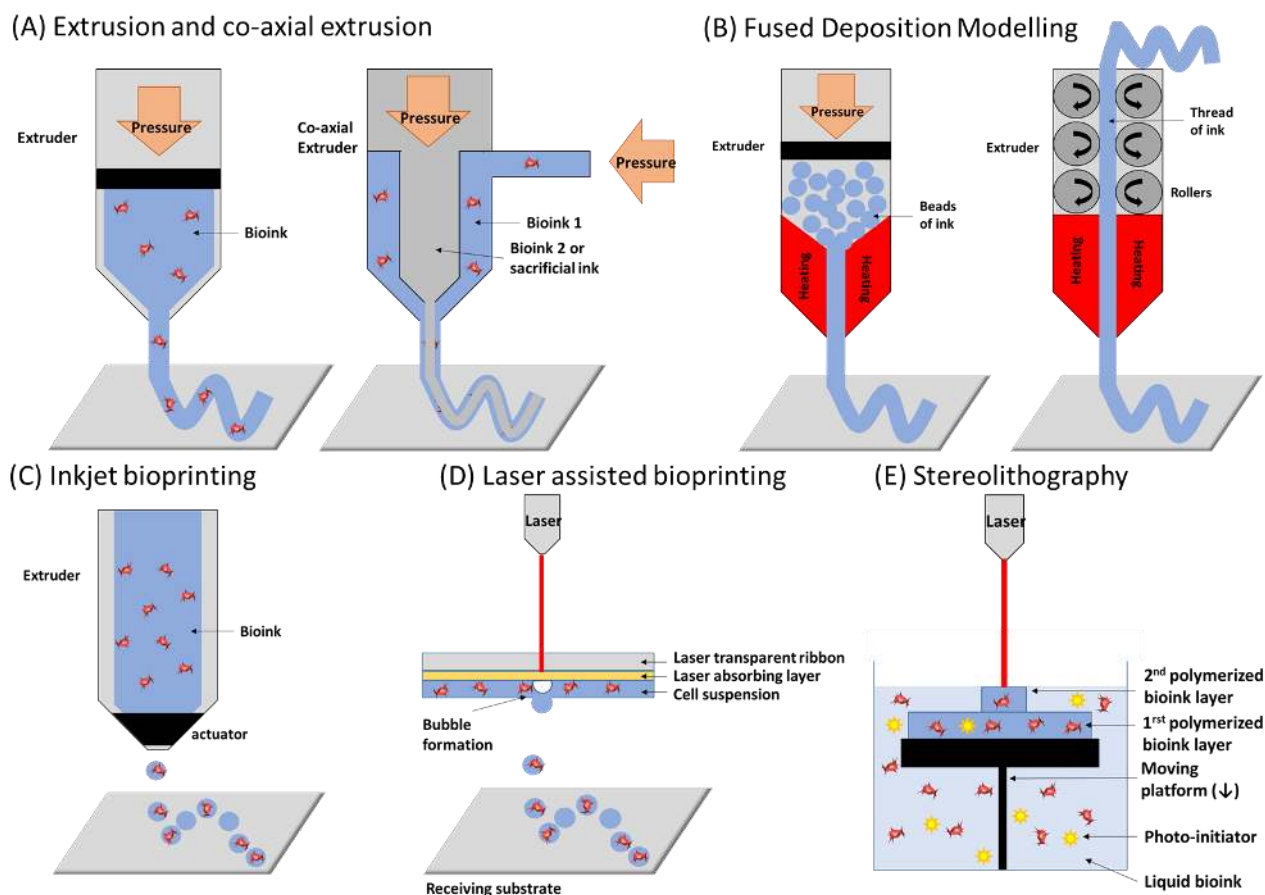 (A) Extrusion and co-axial extrusion
Extruder
Pressure
Bioink
Co-axial
Extruder
Pressure
Pressure
Bioink 1
Bioink 2 or
sacrificial ink
(B) Fused Deposition Modelling
Extruder
Pressure
Beads
of ink
Heating
Heating
Extruder
Thread
of ink
Rollers
Heating
Heating
(C) Inkjet bioprinting
Extruder
Bioink
actuator
(D) Laser assisted bioprinting
Laser
Laser transparent ribbon
Laser absorbing layer
Cell suspension
Bubble
formation
Receiving substrate
(E) Stereolithography
Laser
2nd polymerized
bioink layer
1rst polymerized
bioink layer
Moving
platform (↓)
Photo-initiator
Liquid bioink